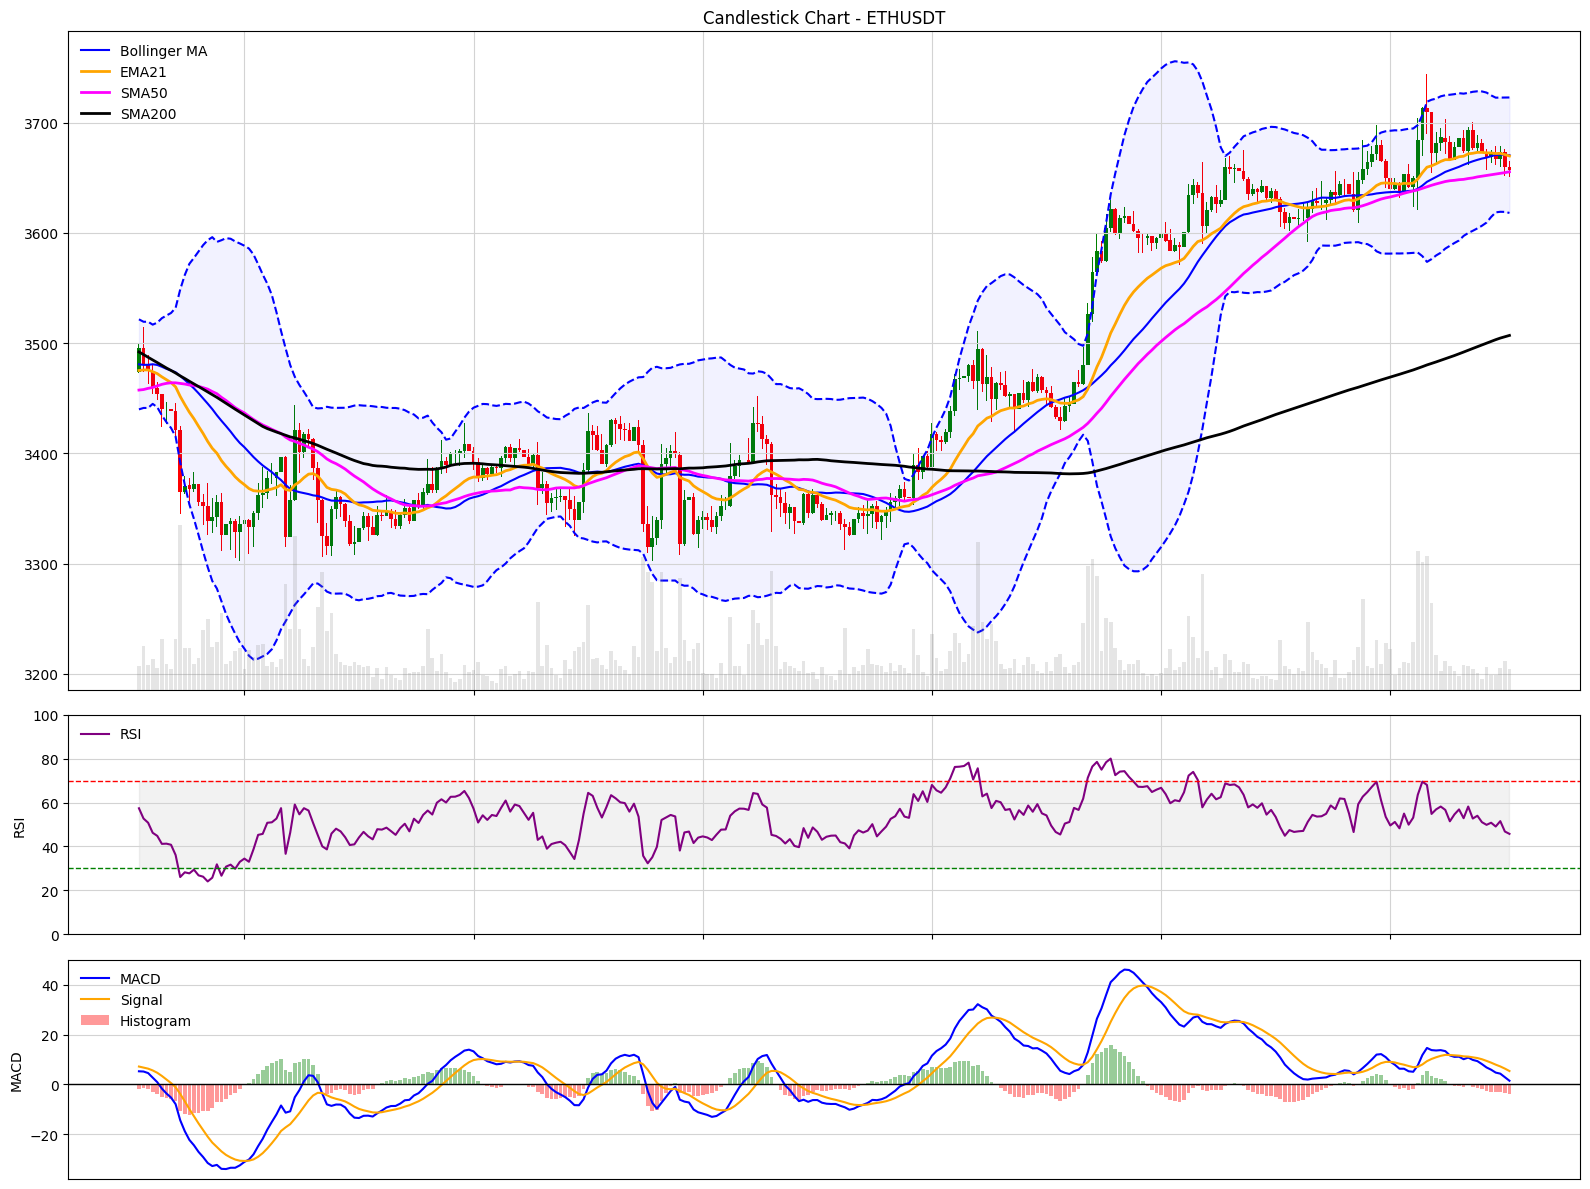 Candlestick Chart - ETHUSDT
Bollinger MA
EMA21
SMA50
SMA200
3700
3600
3500
3400
3300
3200
100
RSI
80
60
RSI
40
20
0
MACD
40
Signal
20
Histogram
MACD
0
−20